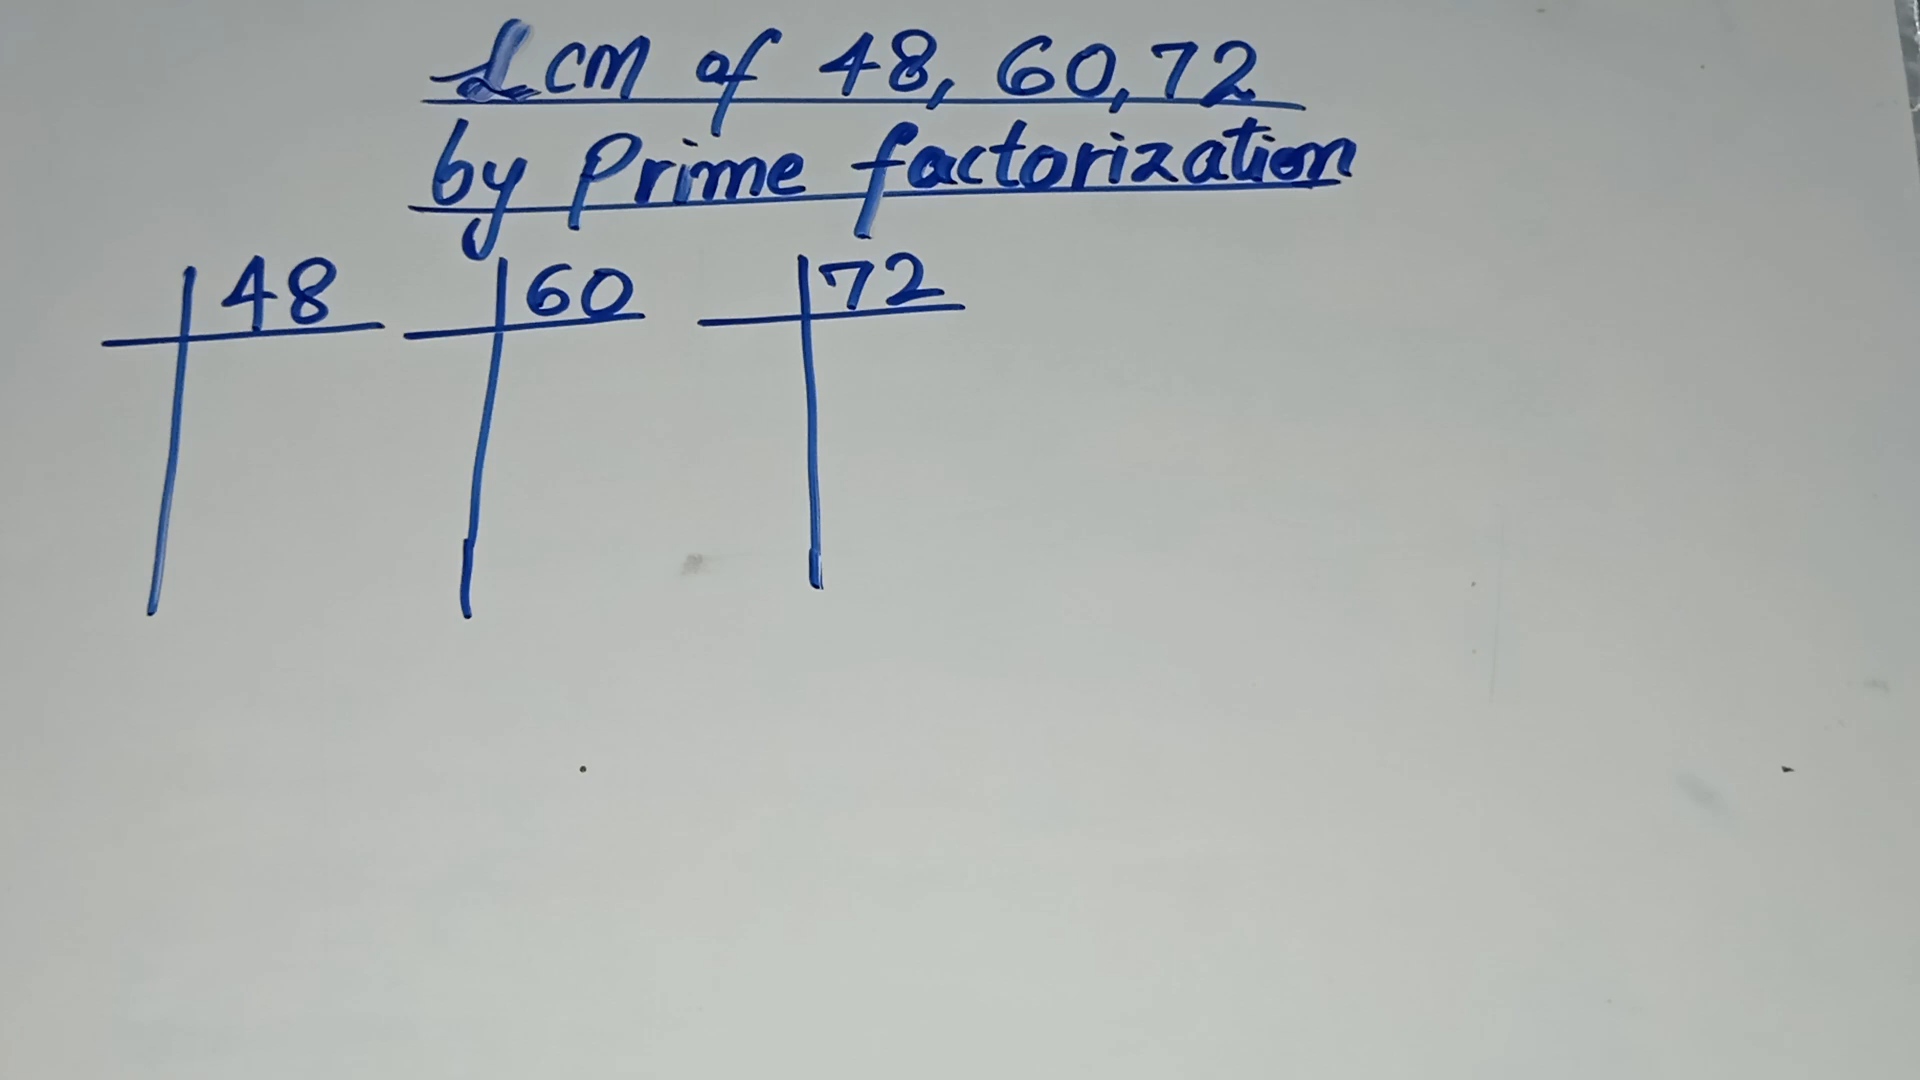 LCM of 48, 60, 72
by Prime factorization
48 60 72